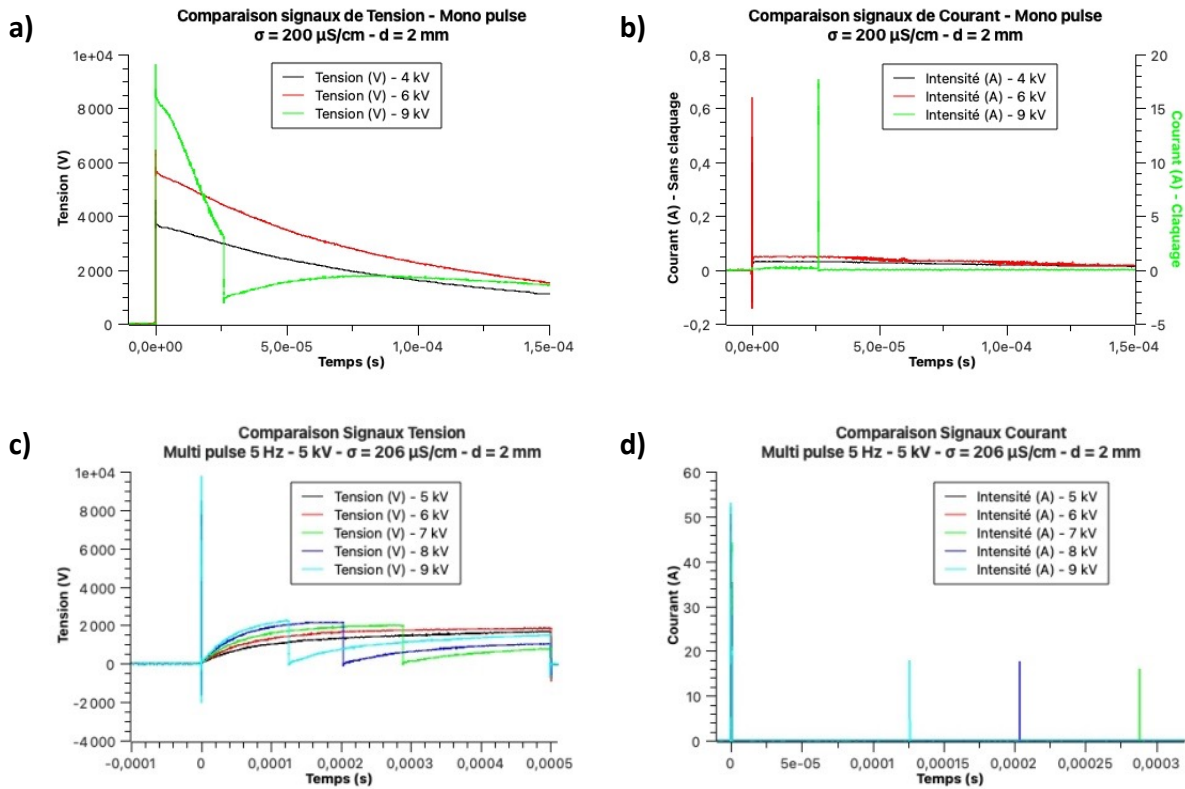 a)
Comparaison signaux de Tension - Mono pulse
σ = 200 µS/cm - d = 2 mm
Tension (V) - 4 kV
Tension (V) - 6 kV
Tension (V) - 9 kV
1e+04
8000
6000
4000
2000
0
Tension (V)
0,0e+00
5,0e-05
1,0e-04
1,5e-04
Temps (s)
b)
Comparaison signaux de Courant - Mono pulse
σ = 200 µS/cm - d = 2 mm
Intensité (A) - 4 kV
Intensité (A) - 6 kV
Intensité (A) - 9 kV
0,8
0,6
0,4
0,2
0
-0,2
Courant (A) - Sans claquage
20
15
10
5
0
-5
Courant (A) - Claquage
0,0e+00
5,0e-05
1,0e-04
1,5e-04
Temps (s)
c)
Comparaison Signaux Tension
Multi pulse 5 Hz - 5 kV - σ = 206 µS/cm - d = 2 mm
Tension (V) - 5 kV
Tension (V) - 6 kV
Tension (V) - 7 kV
Tension (V) - 8 kV
Tension (V) - 9 kV
1e+04
8000
6000
4000
2000
0
-2000
-4000
Tension (V)
-0,0001
0
0,0001
0,0002
0,0003
0,0004
0,0005
Temps (s)
d)
Comparaison Signaux Courant
Multi pulse 5 Hz - 5 kV - σ = 206 µS/cm - d = 2 mm
Intensité (A) - 5 kV
Intensité (A) - 6 kV
Intensité (A) - 7 kV
Intensité (A) - 8 kV
Intensité (A) - 9 kV
60
50
40
30
20
10
0
Courant (A)
0
5e-05
0,0001
0,00015
0,0002
0,00025
0,0003
Temps (s)